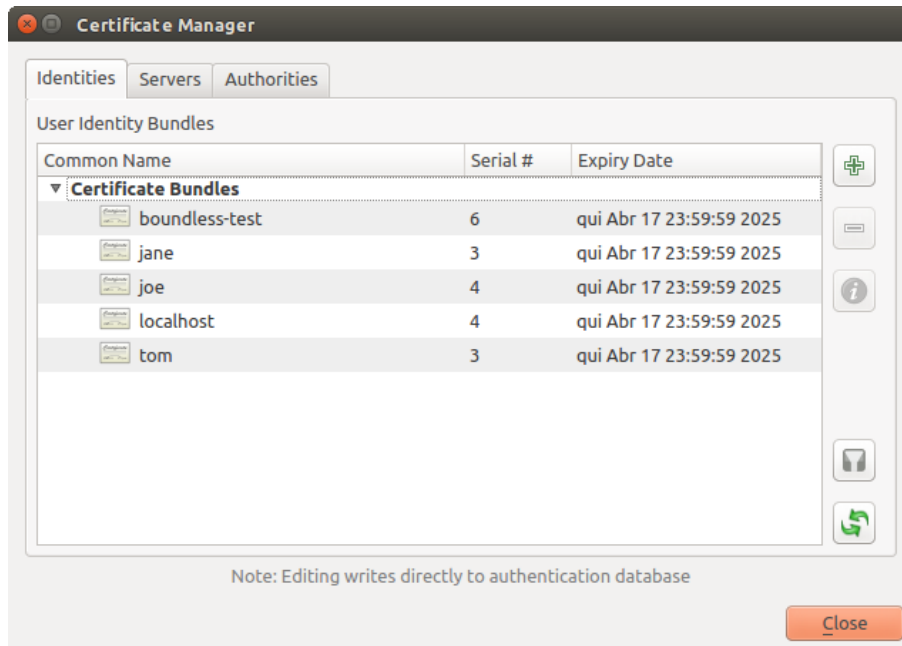 Certificate Manager
Identities Servers Authorities
User Identity Bundles
Common Name Serial # Expiry Date
Certificate Bundles
boundless-test 6 qui Abr 17 23:59:59 2025
jane 3 qui Abr 17 23:59:59 2025
joe 4 qui Abr 17 23:59:59 2025
localhost 4 qui Abr 17 23:59:59 2025
tom 3 qui Abr 17 23:59:59 2025
Note: Editing writes directly to authentication database
Close